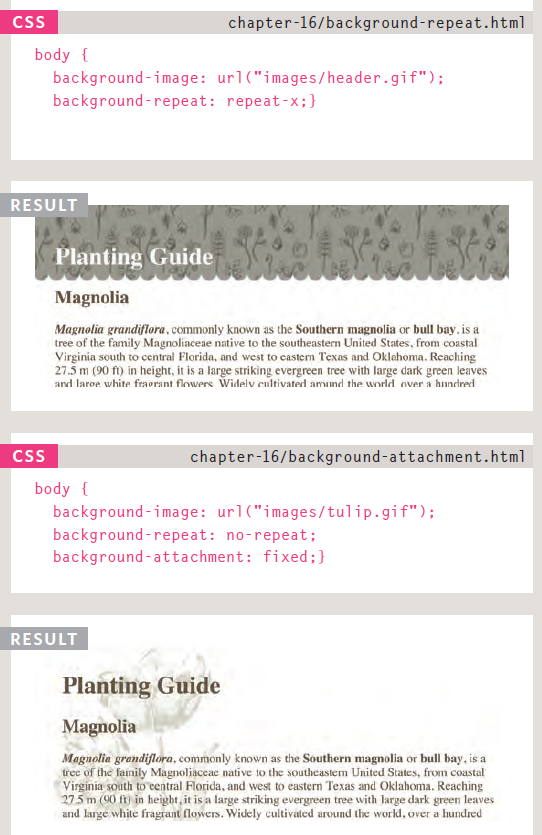 CSS chapter-16/background-repeat.html
body {
background-image: url("images/header.gif");
background-repeat: repeat-x;}
RESULT
Planting Guide
Magnolia
Magnolia grandiflora, commonly known as the Southern magnolia or bull bay, is a
tree of the family Magnoliaceae native to the southeastern United States, from coastal
Virginia south to central Florida, and west to eastern Texas and Oklahoma. Reaching
27.5 m (90 ft) in height, it is a large striking evergreen tree with large dark green leaves
and large white fragrant flowers. Widely cultivated around the world, over a hundred
CSS chapter-16/background-attachment.html
body {
background-image: url("images/tulip.gif");
background-repeat: no-repeat;
background-attachment: fixed;}
RESULT
Planting Guide
Magnolia
Magnolia grandiflora, commonly known as the Southern magnolia or bull bay, is a
tree of the family Magnoliaceae native to the southeastern United States, from coastal
Virginia south to central Florida, and west to eastern Texas and Oklahoma. Reaching
27.5 m (90 ft) in height, it is a large striking evergreen tree with large dark green leaves
and large white fragrant flowers. Widely cultivated around the world, over a hundred